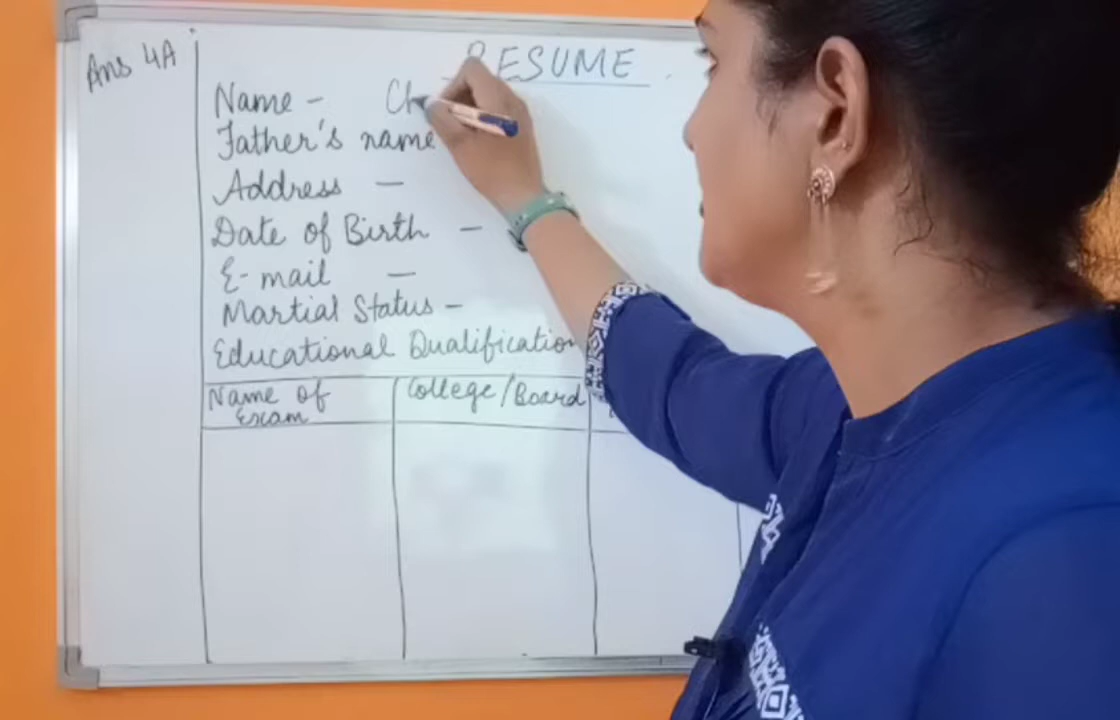 Ans 4A
RESUME
Name - Ch
Father's name
Address -
Date of Birth -
E-mail -
Martial Status -
Educational Qualification
Name of College/Board
Exam